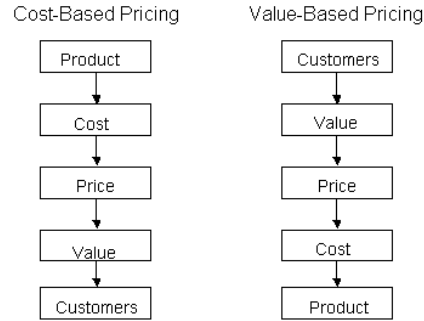 Cost-Based Pricing
Product
Cost
Price
Value
Customers
Value-Based Pricing
Customers
Value
Price
Cost
Product